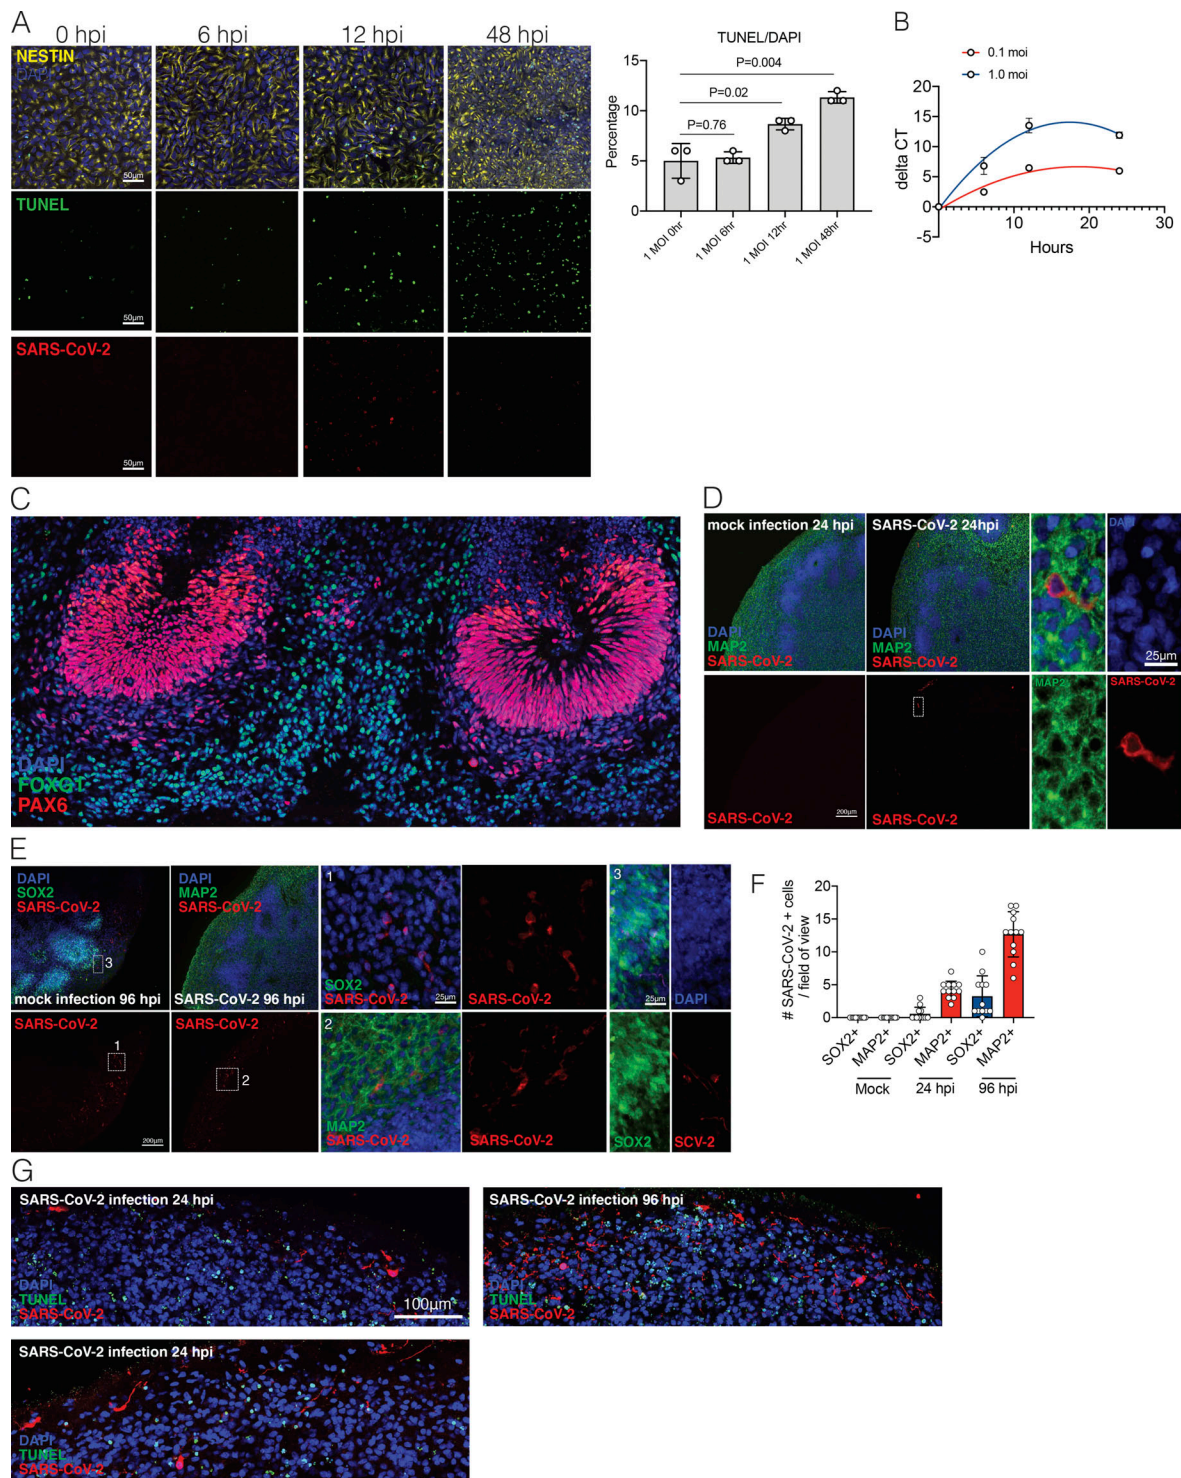 A
0 hpi 6 hpi 12 hpi 48 hpi
NESTIN
DAPI
50µm
TUNEL
50µm
SARS-CoV-2
50µm
TUNEL/DAPI
P=0.004
P=0.02
P=0.76
15
10
5
0
Percentage
1 MOI 0hr
1 MOI 6hr
1 MOI 12hr
1 MOI 48hr
B
0.1 moi
1.0 moi
20
15
10
5
0
-5
delta CT
0 10 20 30
Hours
C
DAPI
FOXG1
PAX6
D
mock infection 24 hpi
DAPI
MAP2
SARS-CoV-2
SARS-CoV-2 24hpi
DAPI
MAP2
SARS-CoV-2
DAPI
25µm
SARS-CoV-2
200µm
SARS-CoV-2
MAP2
SARS-CoV-2
E
DAPI
SOX2
SARS-CoV-2
3
mock infection 96 hpi
DAPI
MAP2
SARS-CoV-2
SARS-CoV-2 96 hpi
1
SOX2
SARS-CoV-2
25µm
SARS-CoV-2
3
25µm
DAPI
SARS-CoV-2
1
200µm
SARS-CoV-2
2
2
MAP2
SARS-CoV-2
SARS-CoV-2
SOX2
SCV-2
F
# SARS-CoV-2 + cells
/ field of view
20
15
10
5
0
SOX2+
MAP2+
SOX2+
MAP2+
SOX2+
MAP2+
Mock 24 hpi 96 hpi
G
SARS-CoV-2 infection 24 hpi
DAPI
TUNEL
SARS-CoV-2
100µm
SARS-CoV-2 infection 96 hpi
DAPI
TUNEL
SARS-CoV-2
SARS-CoV-2 infection 24 hpi
DAPI
TUNEL
SARS-CoV-2